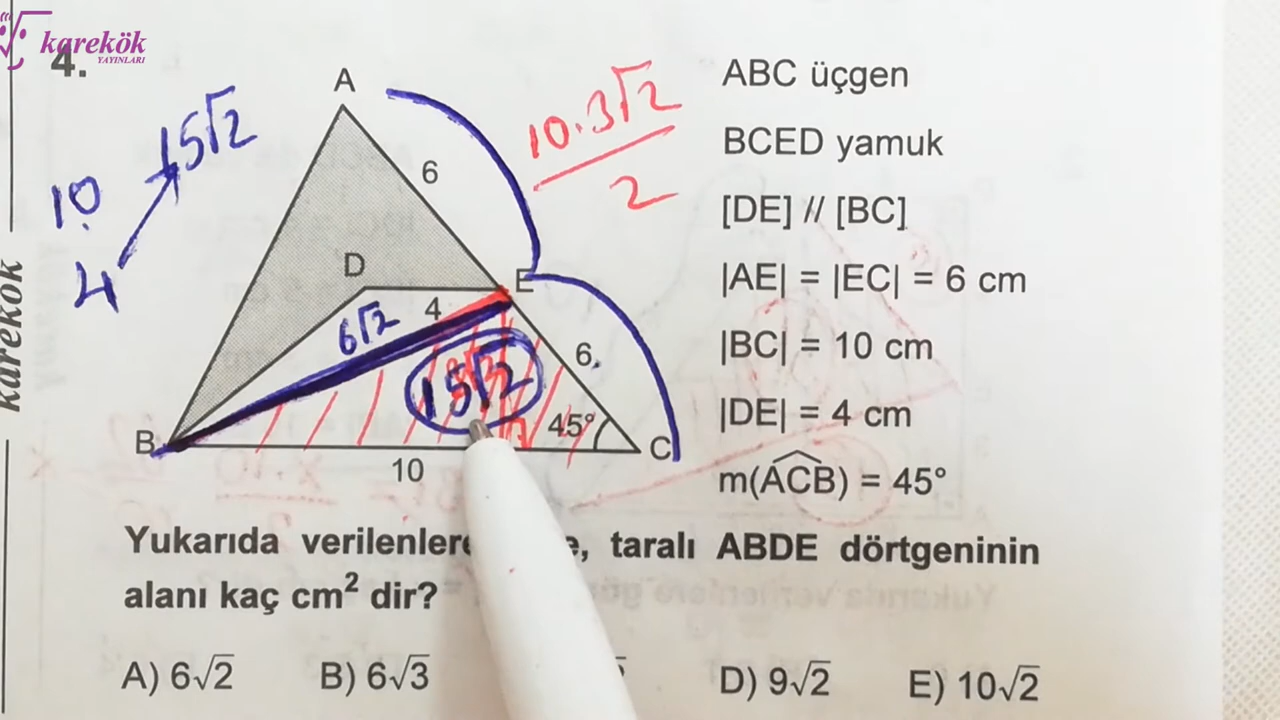 karekök
YAYINLARI
4.
karekök
A
6
D
E
4
6
45°
B
C
10
10.
4
15√2
10.3√2
2
6√2
15√2
ABC üçgen
BCED yamuk
[DE] // [BC]
|AE| = |EC| = 6 cm
|BC| = 10 cm
|DE| = 4 cm
m(ACB) = 45°
Yukarıda taralı ABDE dörtgeninin
alanı kaç cm² dir?
A) 6√2 B) 6√3 D) 9√2 E) 10√2